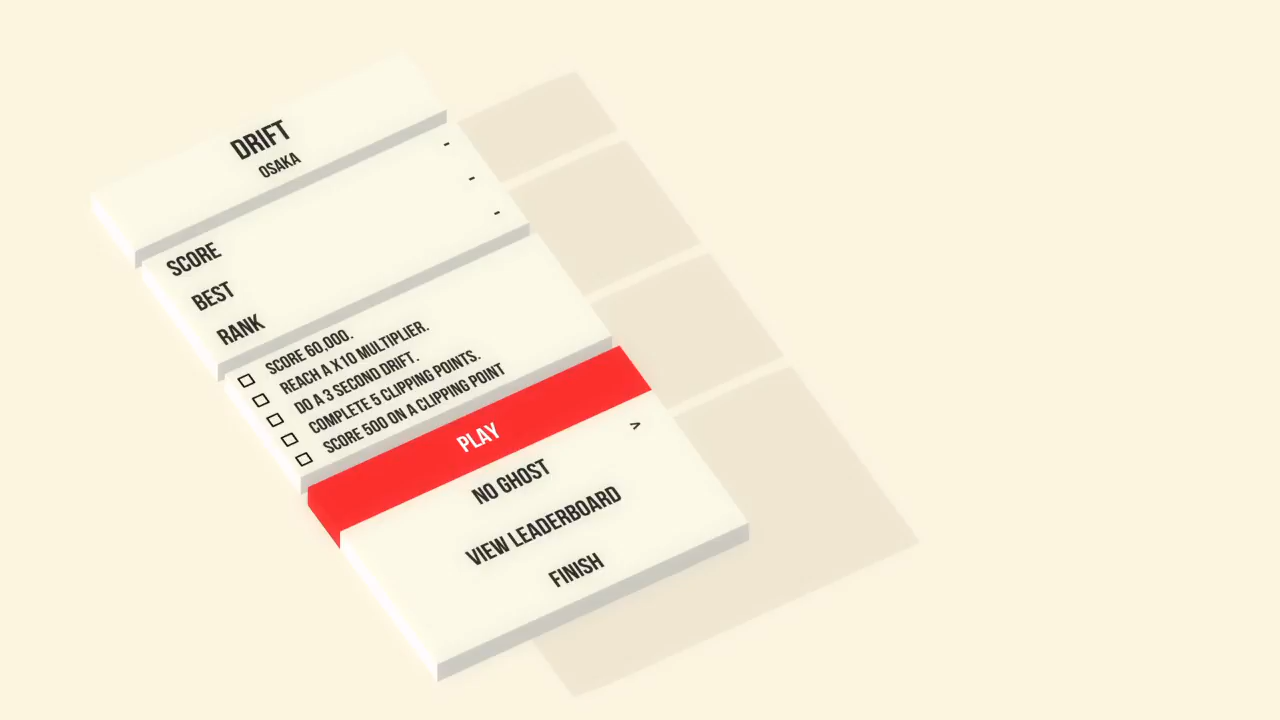 DRIFT
OSAKA
SCORE -
BEST -
RANK -
SCORE 60,000.
REACH A X10 MULTIPLIER.
DO A 3 SECOND DRIFT.
COMPLETE 5 CLIPPING POINTS.
SCORE 500 ON A CLIPPING POINT
PLAY
NO GHOST >
VIEW LEADERBOARD
FINISH